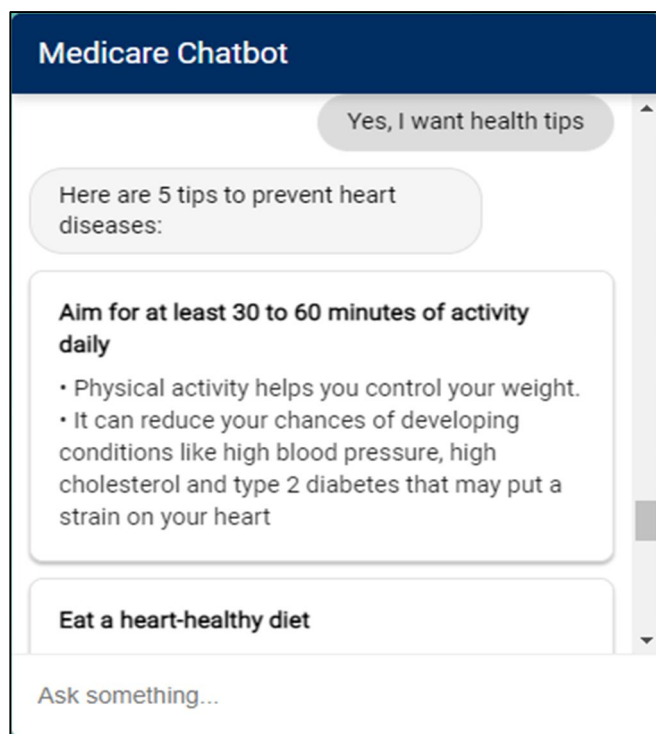 Medicare Chatbot
Yes, I want health tips
Here are 5 tips to prevent heart
diseases:
Aim for at least 30 to 60 minutes of activity
daily
• Physical activity helps you control your weight.
• It can reduce your chances of developing
conditions like high blood pressure, high
cholesterol and type 2 diabetes that may put a
strain on your heart
Eat a heart-healthy diet
Ask something...